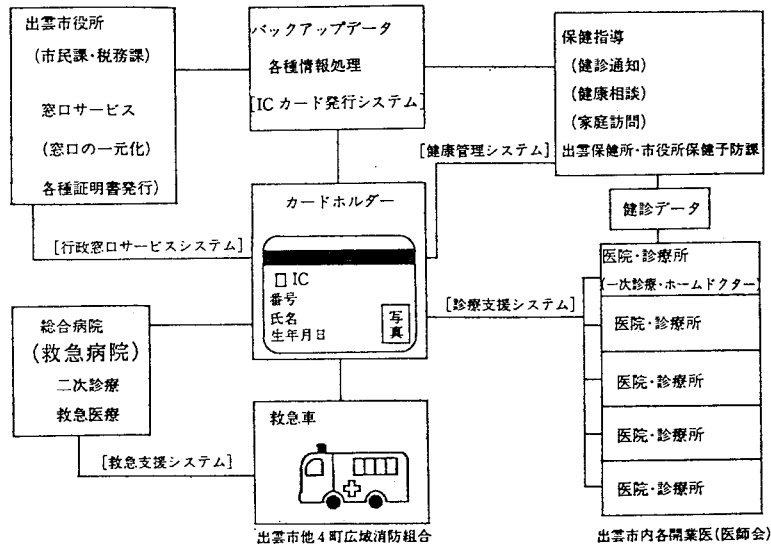 出雲市役所
(市民課・税務課)
窓口サービス
(窓口の一元化)
各種証明書発行)
バックアップデータ
各種情報処理
[ICカード発行システム]
保健指導
(健診通知)
(健康相談)
(家庭訪問)
出雲保健所・市役所保健予防課
[健康管理システム]
健診データ
[行政窓口サービスシステム]
カードホルダー
IC
番号
氏名
生年月日
写真
[診療支援システム]
医院・診療所
(一次診療・ホームドクター)
医院・診療所
医院・診療所
医院・診療所
医院・診療所
総合病院
(救急病院)
二次診療
救急医療
[救急支援システム]
救急車
出雲市他4町広域消防組合
出雲市内各開業医(医師会)